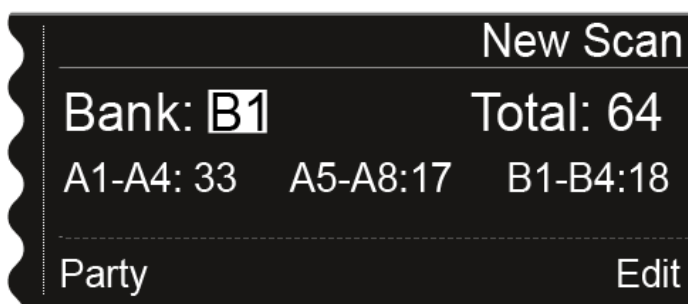 New Scan
Bank: B1 Total: 64
A1-A4: 33 A5-A8:17 B1-B4:18
Party Edit